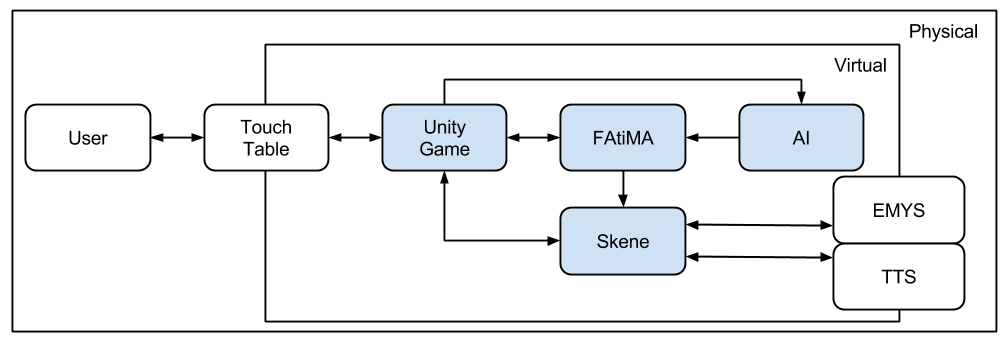 Physical
Virtual
User
Touch
Table
Unity
Game
FAtiMA
AI
EMYS
Skene
TTS